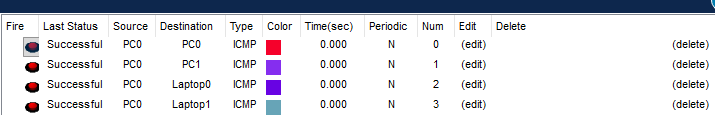 Fire Last Status Source Destination Type Color Time(sec) Periodic Num Edit Delete
Successful PC0 PC0 ICMP 0.000 N 0 (edit) (delete)
Successful PC0 PC1 ICMP 0.000 N 1 (edit) (delete)
Successful PC0 Laptop0 ICMP 0.000 N 2 (edit) (delete)
Successful PC0 Laptop1 ICMP 0.000 N 3 (edit) (delete)